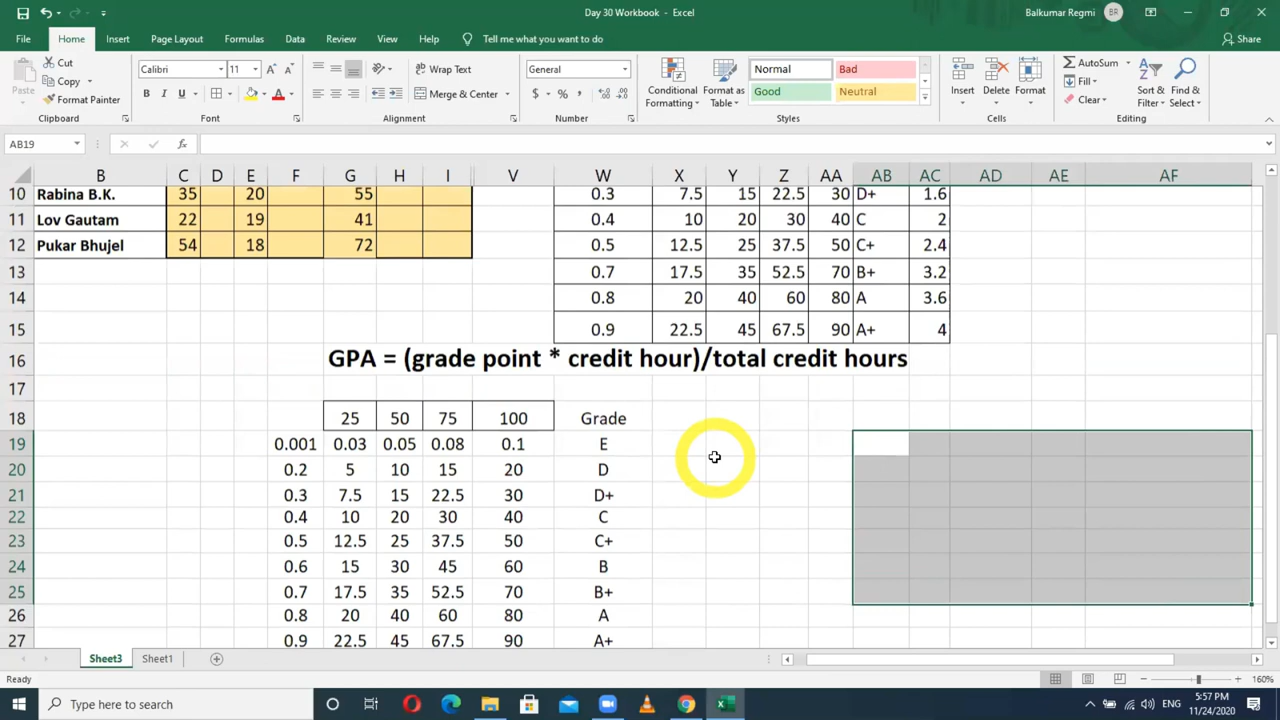 Day 30 Workbook - Excel
Balkumar Regmi BR
File Home Insert Page Layout Formulas Data Review View Help Tell me what you want to do Share
Paste Cut Copy Format Painter
Calibri 11 A A
B I U A
Wrap Text
Merge & Center
General
$ % ,
Conditional Formatting
Format as Table
Normal Bad
Good Neutral
Insert Delete Format
AutoSum
Fill
Clear
Sort & Filter
Find & Select
Clipboard Font Alignment Number Styles Cells Editing
AB19 fx
B C D E F G H I V W X Y Z AA AB AC AD AE AF
10 Rabina B.K. 35 20 55 0.3 7.5 15 22.5 30 D+ 1.6
11 Lov Gautam 22 19 41 0.4 10 20 30 40 C 2
12 Pukar Bhujel 54 18 72 0.5 12.5 25 37.5 50 C+ 2.4
13 0.7 17.5 35 52.5 70 B+ 3.2
14 0.8 20 40 60 80 A 3.6
15 0.9 22.5 45 67.5 90 A+ 4
16 GPA = (grade point * credit hour)/total credit hours
17
18 25 50 75 100 Grade
19 0.001 0.03 0.05 0.08 0.1 E
20 0.2 5 10 15 20 D
21 0.3 7.5 15 22.5 30 D+
22 0.4 10 20 30 40 C
23 0.5 12.5 25 37.5 50 C+
24 0.6 15 30 45 60 B
25 0.7 17.5 35 52.5 70 B+
26 0.8 20 40 60 80 A
27 0.9 22.5 45 67.5 90 A+
Sheet3 Sheet1
Ready 160%
Type here to search
ENG
5:57 PM
11/24/2020